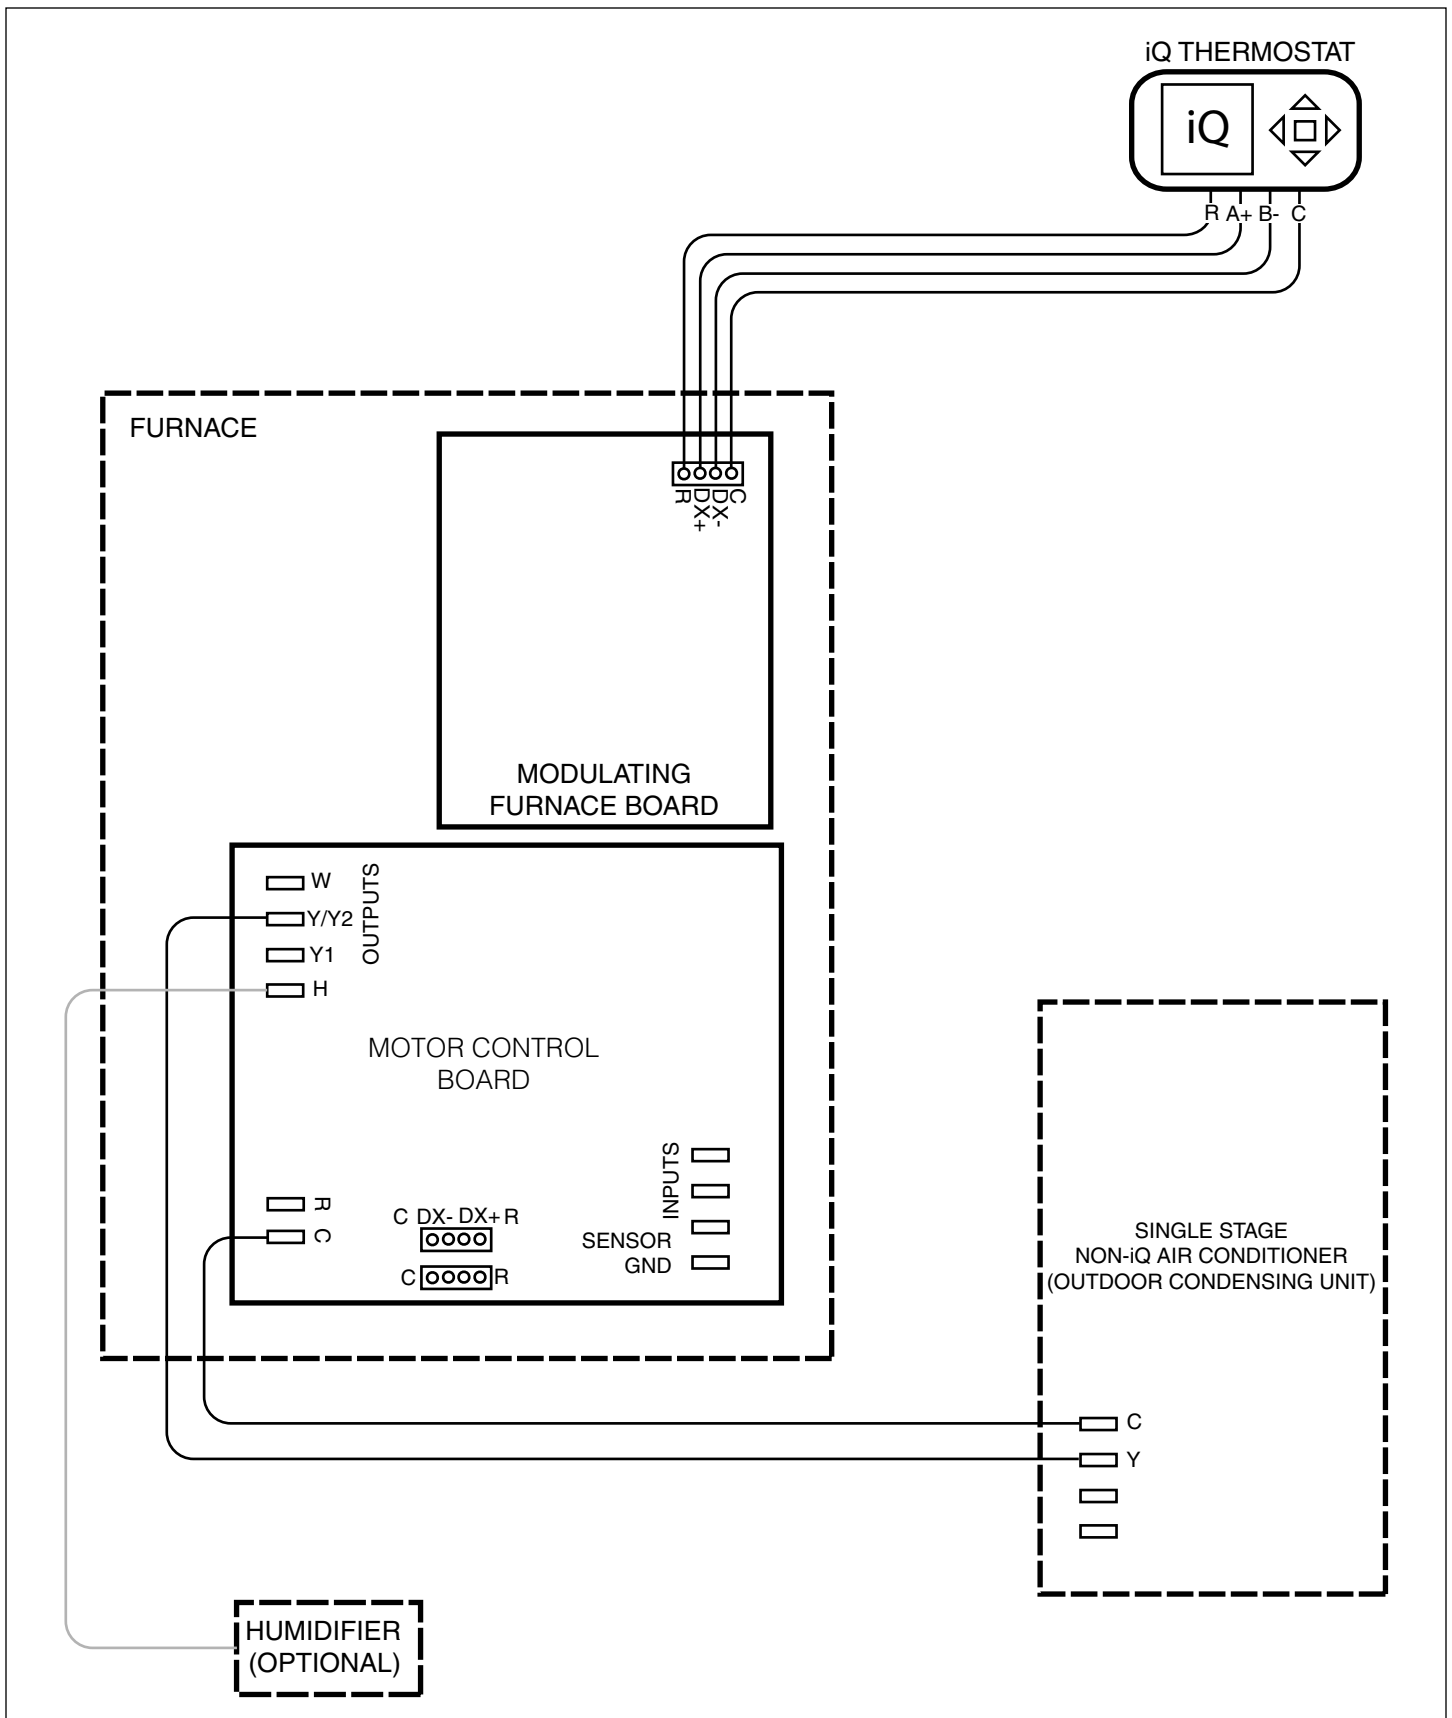 iQ THERMOSTAT
iQ
R A+ B- C
FURNACE
R
DX+
DX-
C
MODULATING
FURNACE BOARD
W
Y/Y2
Y1
H
OUTPUTS
MOTOR CONTROL
BOARD
INPUTS
SENSOR
GND
R
C
C DX- DX+ R
C R
SINGLE STAGE
NON-iQ AIR CONDITIONER
(OUTDOOR CONDENSING UNIT)
C
Y
HUMIDIFIER
(OPTIONAL)